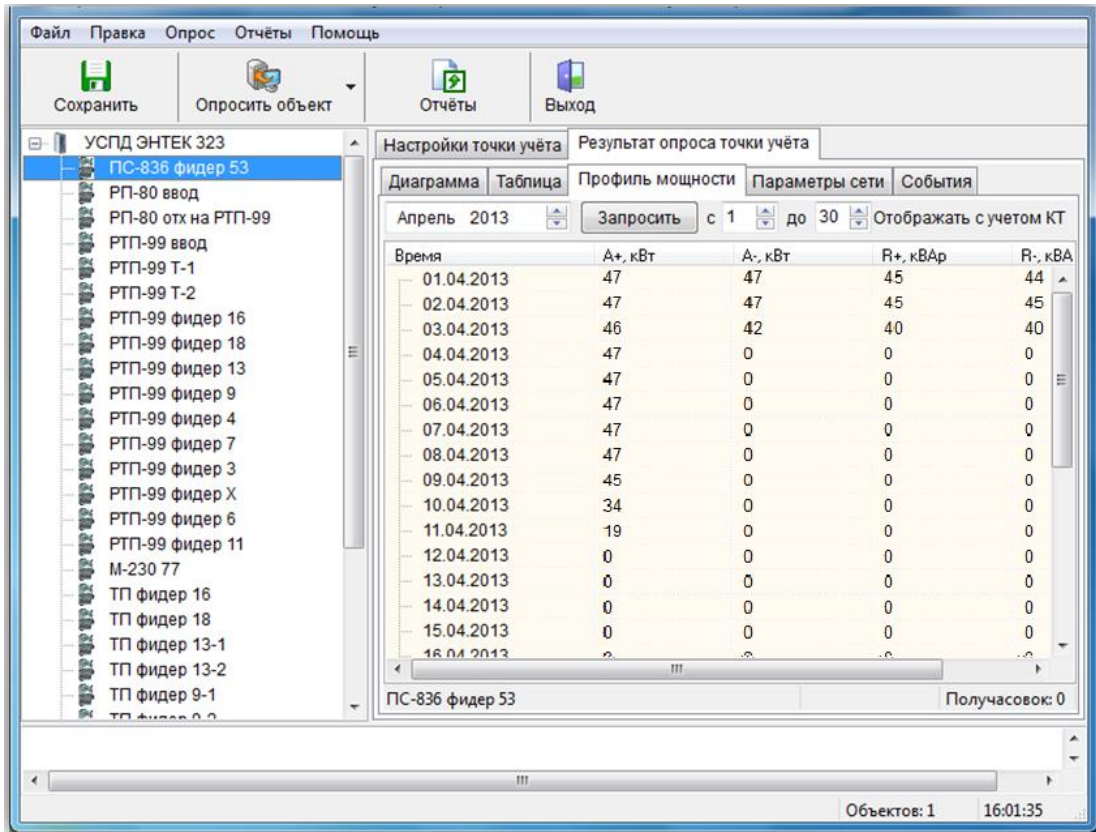 Файл Правка Опрос Отчёты Помощь
Сохранить Опросить объект Отчёты Выход
УСПД ЭНТЕК 323
ПС-836 фидер 53
РП-80 ввод
РП-80 отх на РТП-99
РТП-99 ввод
РТП-99 Т-1
РТП-99 Т-2
РТП-99 фидер 16
РТП-99 фидер 18
РТП-99 фидер 13
РТП-99 фидер 9
РТП-99 фидер 4
РТП-99 фидер 7
РТП-99 фидер 3
РТП-99 фидер X
РТП-99 фидер 6
РТП-99 фидер 11
М-230 77
ТП фидер 16
ТП фидер 18
ТП фидер 13-1
ТП фидер 13-2
ТП фидер 9-1
ТП фидер 9-2
Настройки точки учёта Результат опроса точки учёта
Диаграмма Таблица Профиль мощности Параметры сети События
Апрель 2013 Запросить с 1 до 30 Отображать с учетом КТ
Время A+, кВт A-, кВт R+, кВАр R-, кВА
01.04.2013 47 47 45 44
02.04.2013 47 47 45 45
03.04.2013 46 42 40 40
04.04.2013 47 0 0 0
05.04.2013 47 0 0 0
06.04.2013 47 0 0 0
07.04.2013 47 0 0 0
08.04.2013 47 0 0 0
09.04.2013 45 0 0 0
10.04.2013 34 0 0 0
11.04.2013 19 0 0 0
12.04.2013 0 0 0 0
13.04.2013 0 0 0 0
14.04.2013 0 0 0 0
15.04.2013 0 0 0 0
16.04.2013 0 0 0 0
ПС-836 фидер 53 Получасовок: 0
Объектов: 1 16:01:35